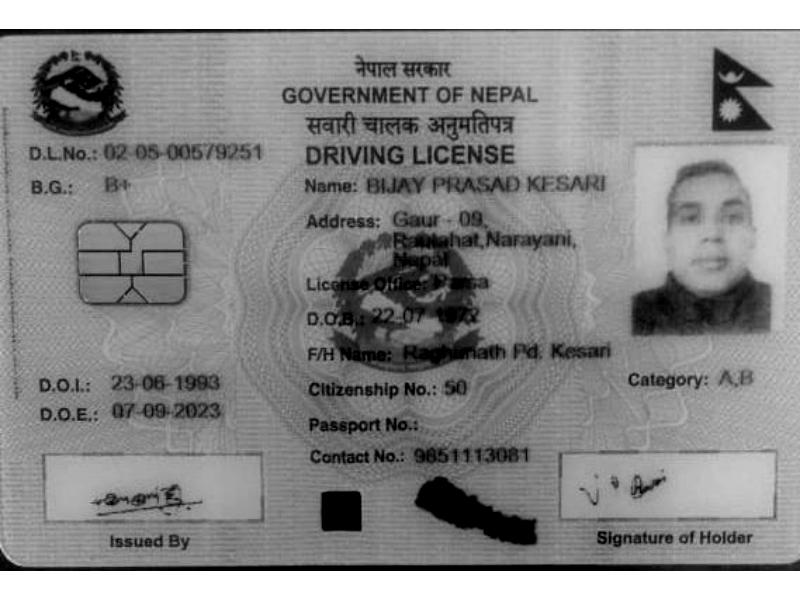 नेपाल सरकार
GOVERNMENT OF NEPAL
सवारी चालक अनुमतिपत्र
DRIVING LICENSE
D.L.No.: 02-05-00579251
B.G.: B+
Name: BIJAY PRASAD KESARI
Address: Gaur - 09,
Rautahat,Narayani,
Nepal
License Office: Parsa
D.O.B.: 22-07-1972
F/H Name: Raghunath Pd. Kesari
D.O.I.: 23-06-1993
Citizenship No.: 50
Category: A,B
D.O.E.: 07-09-2023
Passport No.:
Contact No.: 9851113081
Issued By
Signature of Holder